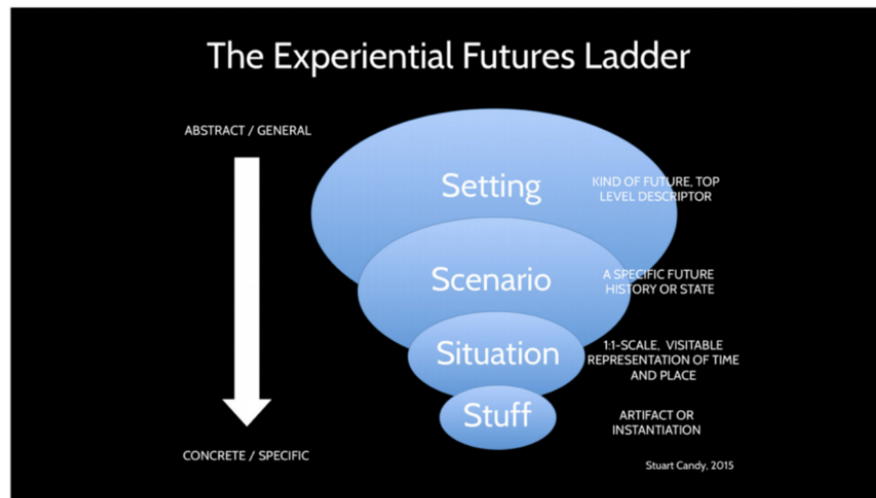 The Experiential Futures Ladder
ABSTRACT / GENERAL
Setting
KIND OF FUTURE, TOP
LEVEL DESCRIPTOR
Scenario
A SPECIFIC FUTURE
HISTORY OR STATE
Situation
1:1-SCALE, VISITABLE
REPRESENTATION OF TIME
AND PLACE
Stuff
ARTIFACT OR
INSTANTIATION
CONCRETE / SPECIFIC
Stuart Candy, 2015